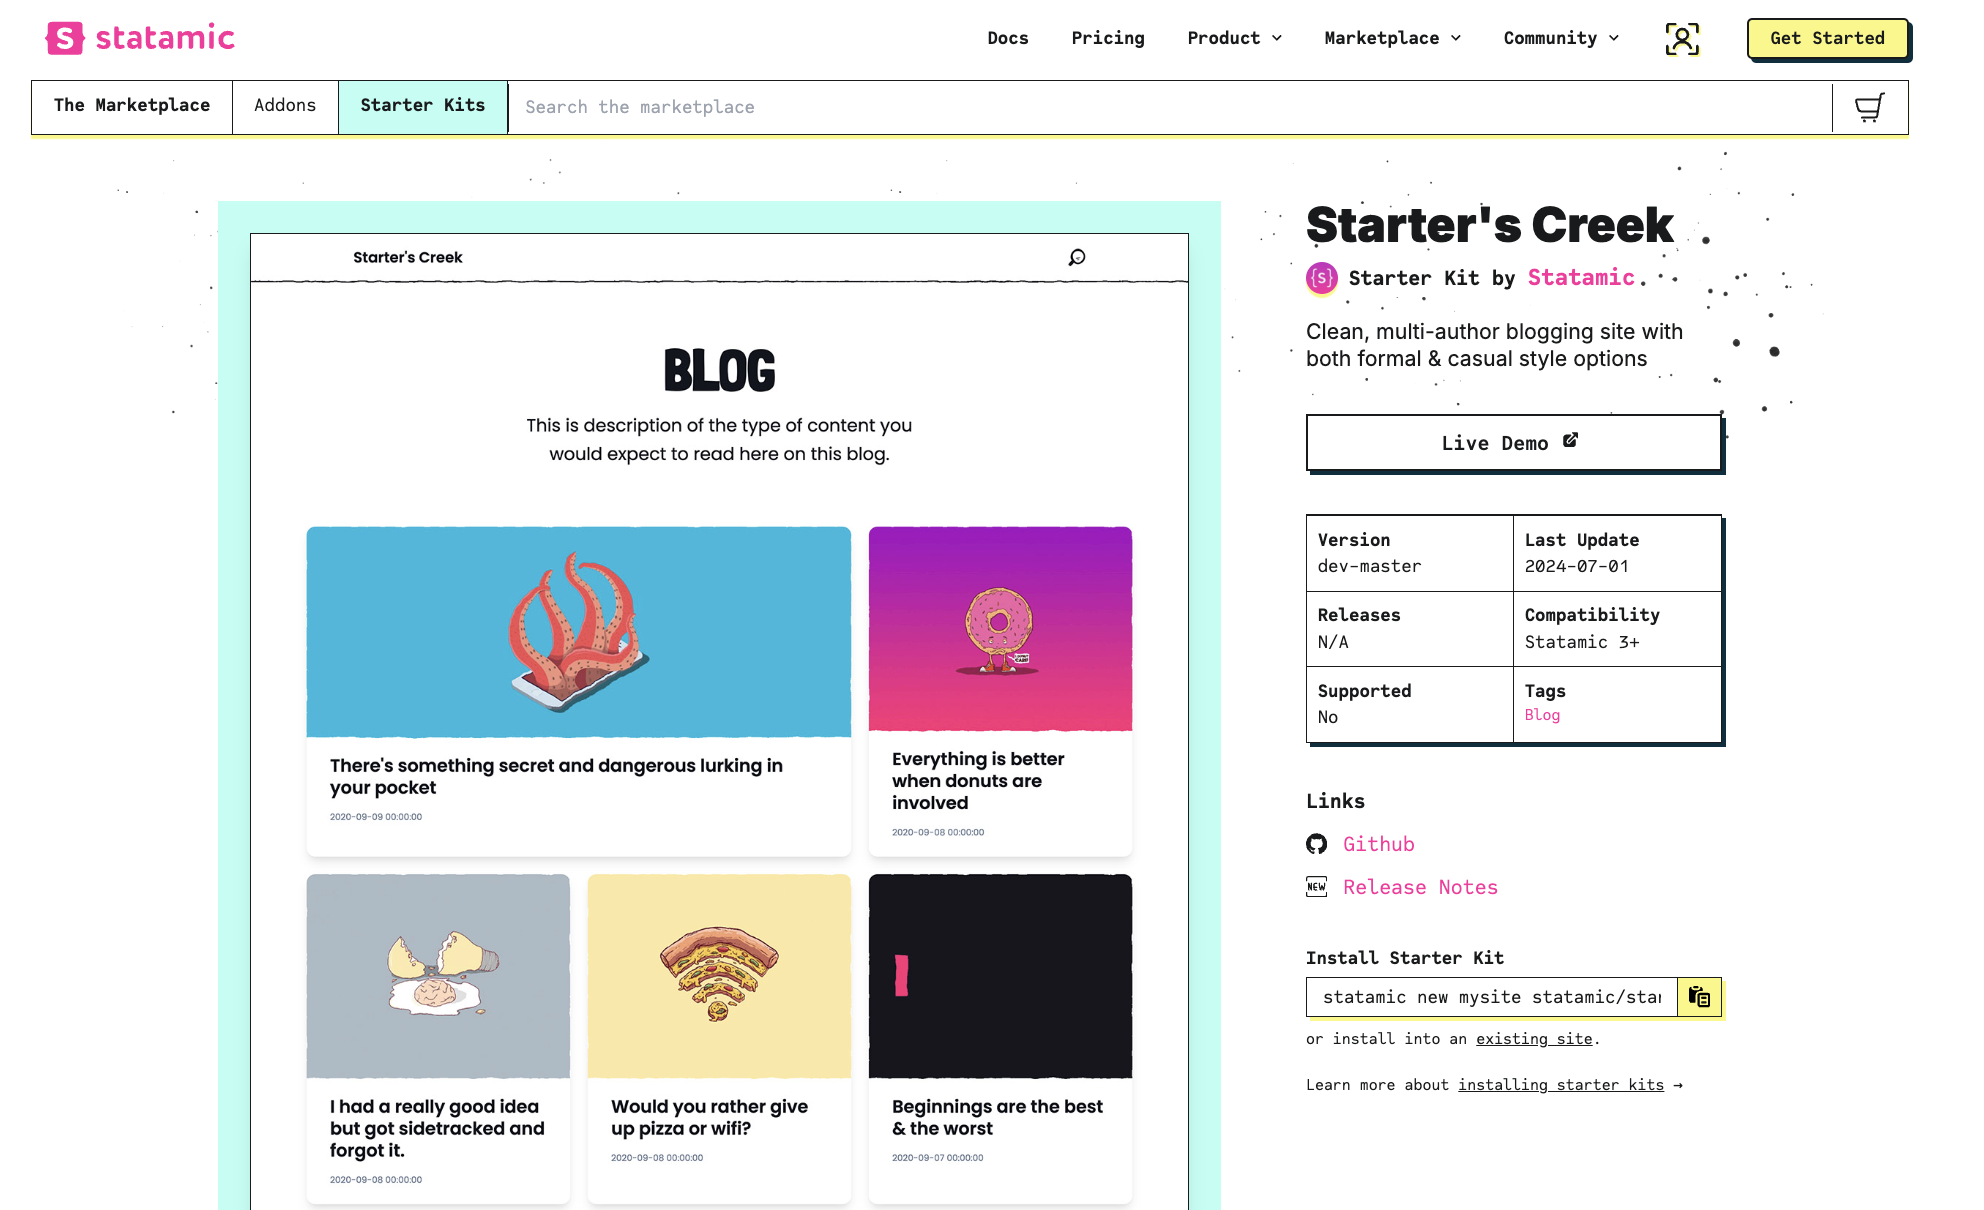 statamic
Docs
Pricing
Product
Marketplace
Community
Get Started
The Marketplace
Addons
Starter Kits
Search the marketplace
Starter's Creek
BLOG
This is description of the type of content you
would expect to read here on this blog.
There's something secret and dangerous lurking in
your pocket
2020-09-09 00:00:00
Everything is better
when donuts are
involved
2020-09-08 00:00:00
I had a really good idea
but got sidetracked and
forgot it.
2020-09-08 00:00:00
Would you rather give
up pizza or wifi?
2020-09-08 00:00:00
Beginnings are the best
& the worst
2020-09-07 00:00:00
Starter's Creek
Starter Kit by Statamic
Clean, multi-author blogging site with
both formal & casual style options
Live Demo
Version
dev-master
Last Update
2024-07-01
Releases
N/A
Compatibility
Statamic 3+
Supported
No
Tags
Blog
Links
Github
NEW
Release Notes
Install Starter Kit
statamic new mysite statamic/star
or install into an existing site.
Learn more about installing starter kits →